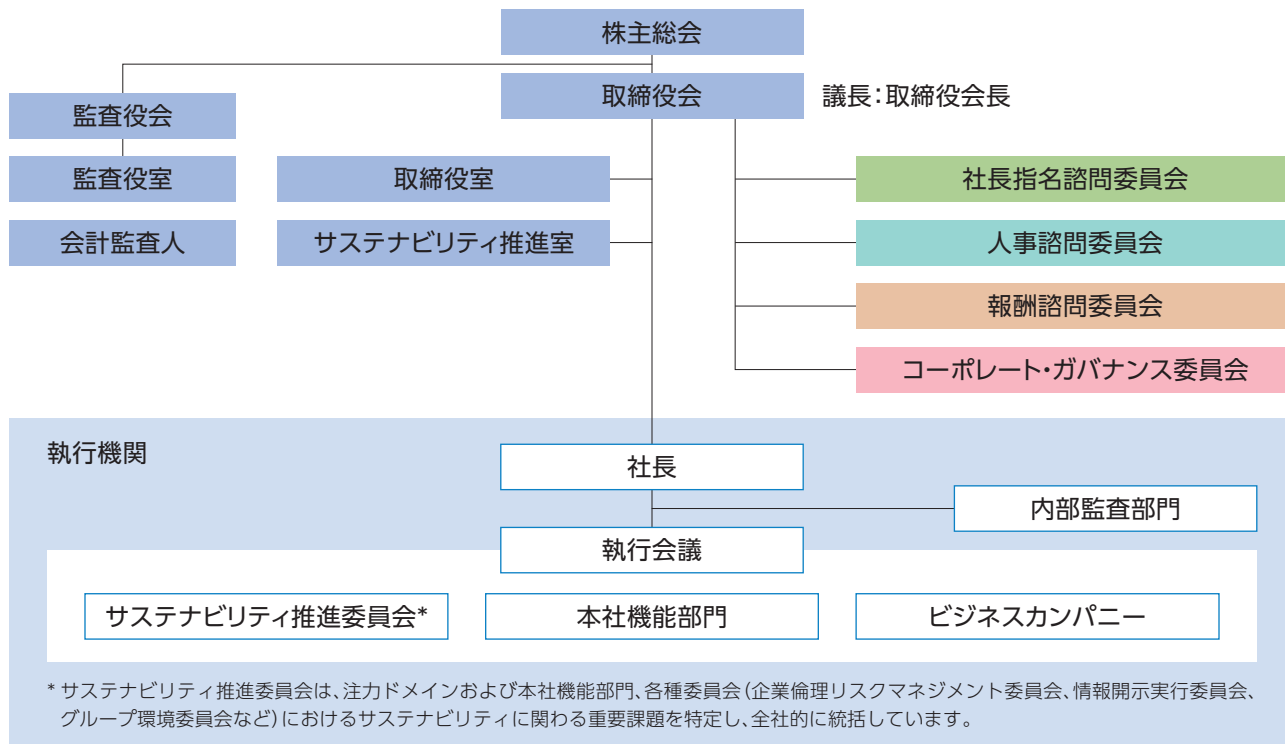 株主総会
取締役会
議長：取締役会長
監査役会
監査役室
取締役室
社長指名諮問委員会
会計監査人
サステナビリティ推進室
人事諮問委員会
報酬諮問委員会
コーポレート・ガバナンス委員会
執行機関
社長
内部監査部門
執行会議
サステナビリティ推進委員会*
本社機能部門
ビジネスカンパニー
* サステナビリティ推進委員会は、注力ドメインおよび本社機能部門、各種委員会（企業倫理リスクマネジメント委員会、情報開示実行委員会、
グループ環境委員会など）におけるサステナビリティに関わる重要課題を特定し、全社的に統括しています。